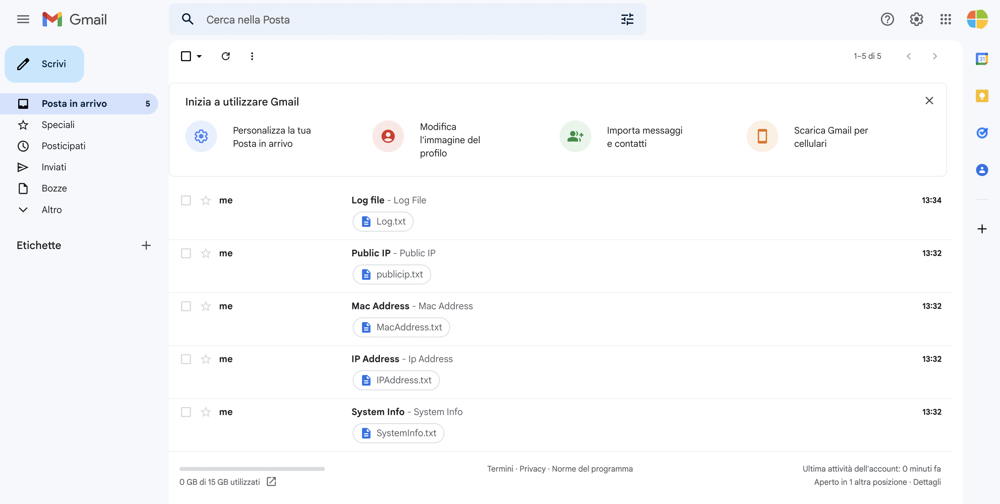 Gmail
Cerca nella Posta
Scrivi
1–5 di 5
31
Posta in arrivo 5
Speciali
Posticipati
Inviati
Bozze
Altro
Etichette
Inizia a utilizzare Gmail
Personalizza la tua
Posta in arrivo
Modifica
l'immagine del
profilo
Importa messaggi
e contatti
Scarica Gmail per
cellulari
me Log file - Log File 13:34
Log.txt
me Public IP - Public IP 13:32
publicip.txt
me Mac Address - Mac Address 13:32
MacAddress.txt
me IP Address - Ip Address 13:32
IPAddress.txt
me System Info - System Info 13:32
SystemInfo.txt
0 GB di 15 GB utilizzati
Termini · Privacy · Norme del programma
Ultima attività dell'account: 0 minuti fa
Aperto in 1 altra posizione · Dettagli